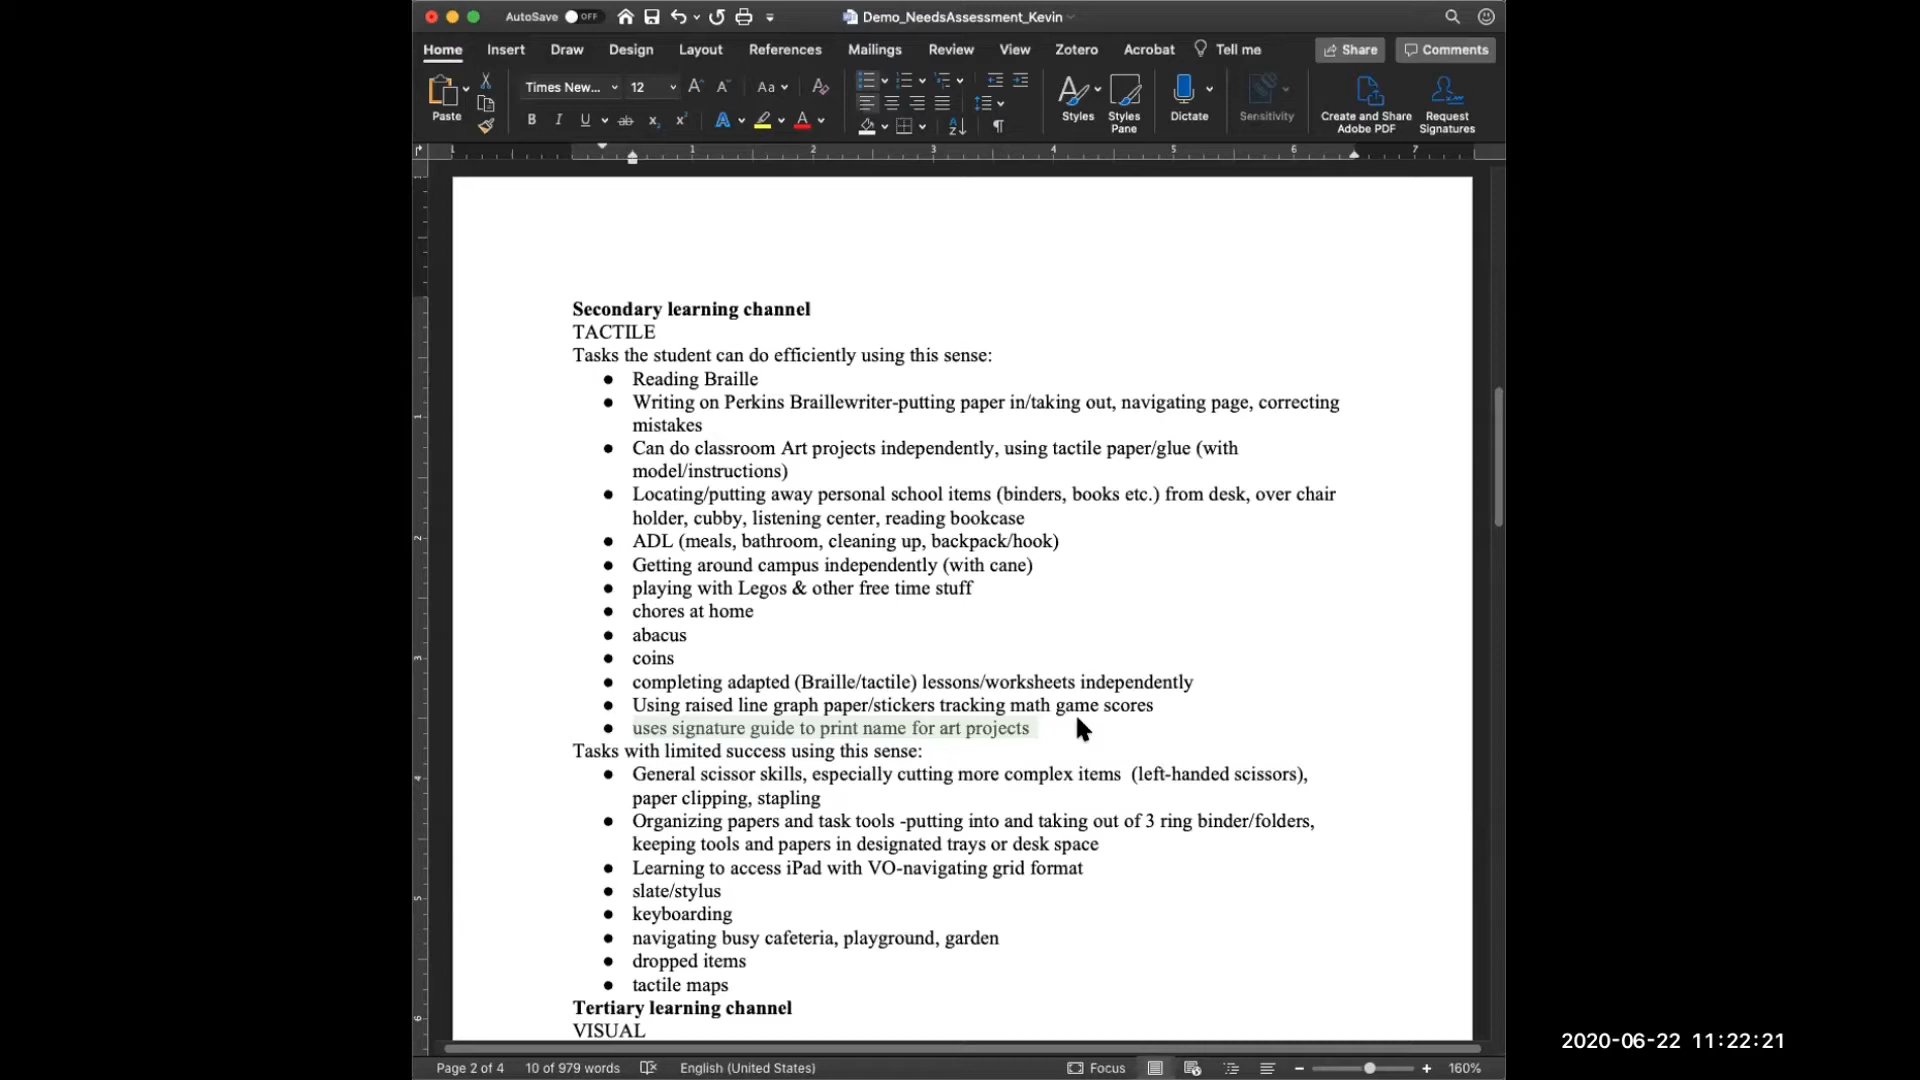 AutoSave OFF
Demo_NeedsAssessment_Kevin
Home Insert Draw Design Layout References Mailings Review View Zotero Acrobat Tell me Share Comments
Paste
Times New... 12
Aa
B I U ab x₂ x² A A
Styles
Styles Pane
Dictate
Sensitivity
Create and Share Adobe PDF
Request Signatures
1 1 2 3 4 5 6 7
Secondary learning channel
TACTILE
Tasks the student can do efficiently using this sense:
● Reading Braille
● Writing on Perkins Braillewriter-putting paper in/taking out, navigating page, correcting
mistakes
● Can do classroom Art projects independently, using tactile paper/glue (with
model/instructions)
● Locating/putting away personal school items (binders, books etc.) from desk, over chair
holder, cubby, listening center, reading bookcase
● ADL (meals, bathroom, cleaning up, backpack/hook)
● Getting around campus independently (with cane)
● playing with Legos & other free time stuff
● chores at home
● abacus
● coins
● completing adapted (Braille/tactile) lessons/worksheets independently
● Using raised line graph paper/stickers tracking math game scores
● uses signature guide to print name for art projects
Tasks with limited success using this sense:
● General scissor skills, especially cutting more complex items  (left-handed scissors),
paper clipping, stapling
● Organizing papers and task tools -putting into and taking out of 3 ring binder/folders,
keeping tools and papers in designated trays or desk space
● Learning to access iPad with VO-navigating grid format
● slate/stylus
● keyboarding
● navigating busy cafeteria, playground, garden
● dropped items
● tactile maps
Tertiary learning channel
VISUAL
Page 2 of 4 10 of 979 words English (United States) Focus 160%
2020-06-22 11:22:21